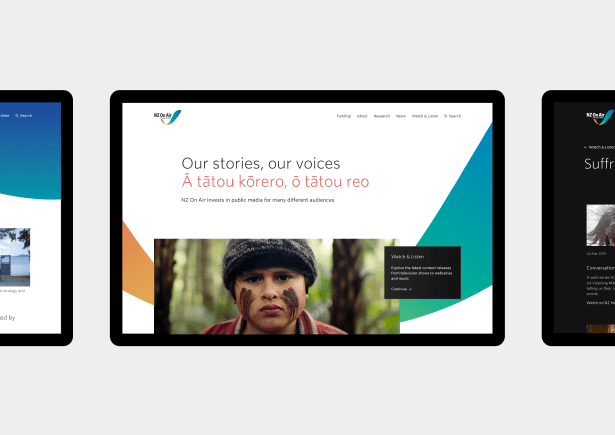 Search
strategy and
ed by
NZ On Air
Funding About Research News Watch & Listen Search
Our stories, our voices
Ā tātou kōrero, ō tātou reo
NZ On Air invests in public media for many different audiences
Watch & Listen
Explore the latest content releases
from television shows to webseries
and music
Continue →
NZ On Air
← Watch & Listen
Suffr
Conversation
Watch on NZ He